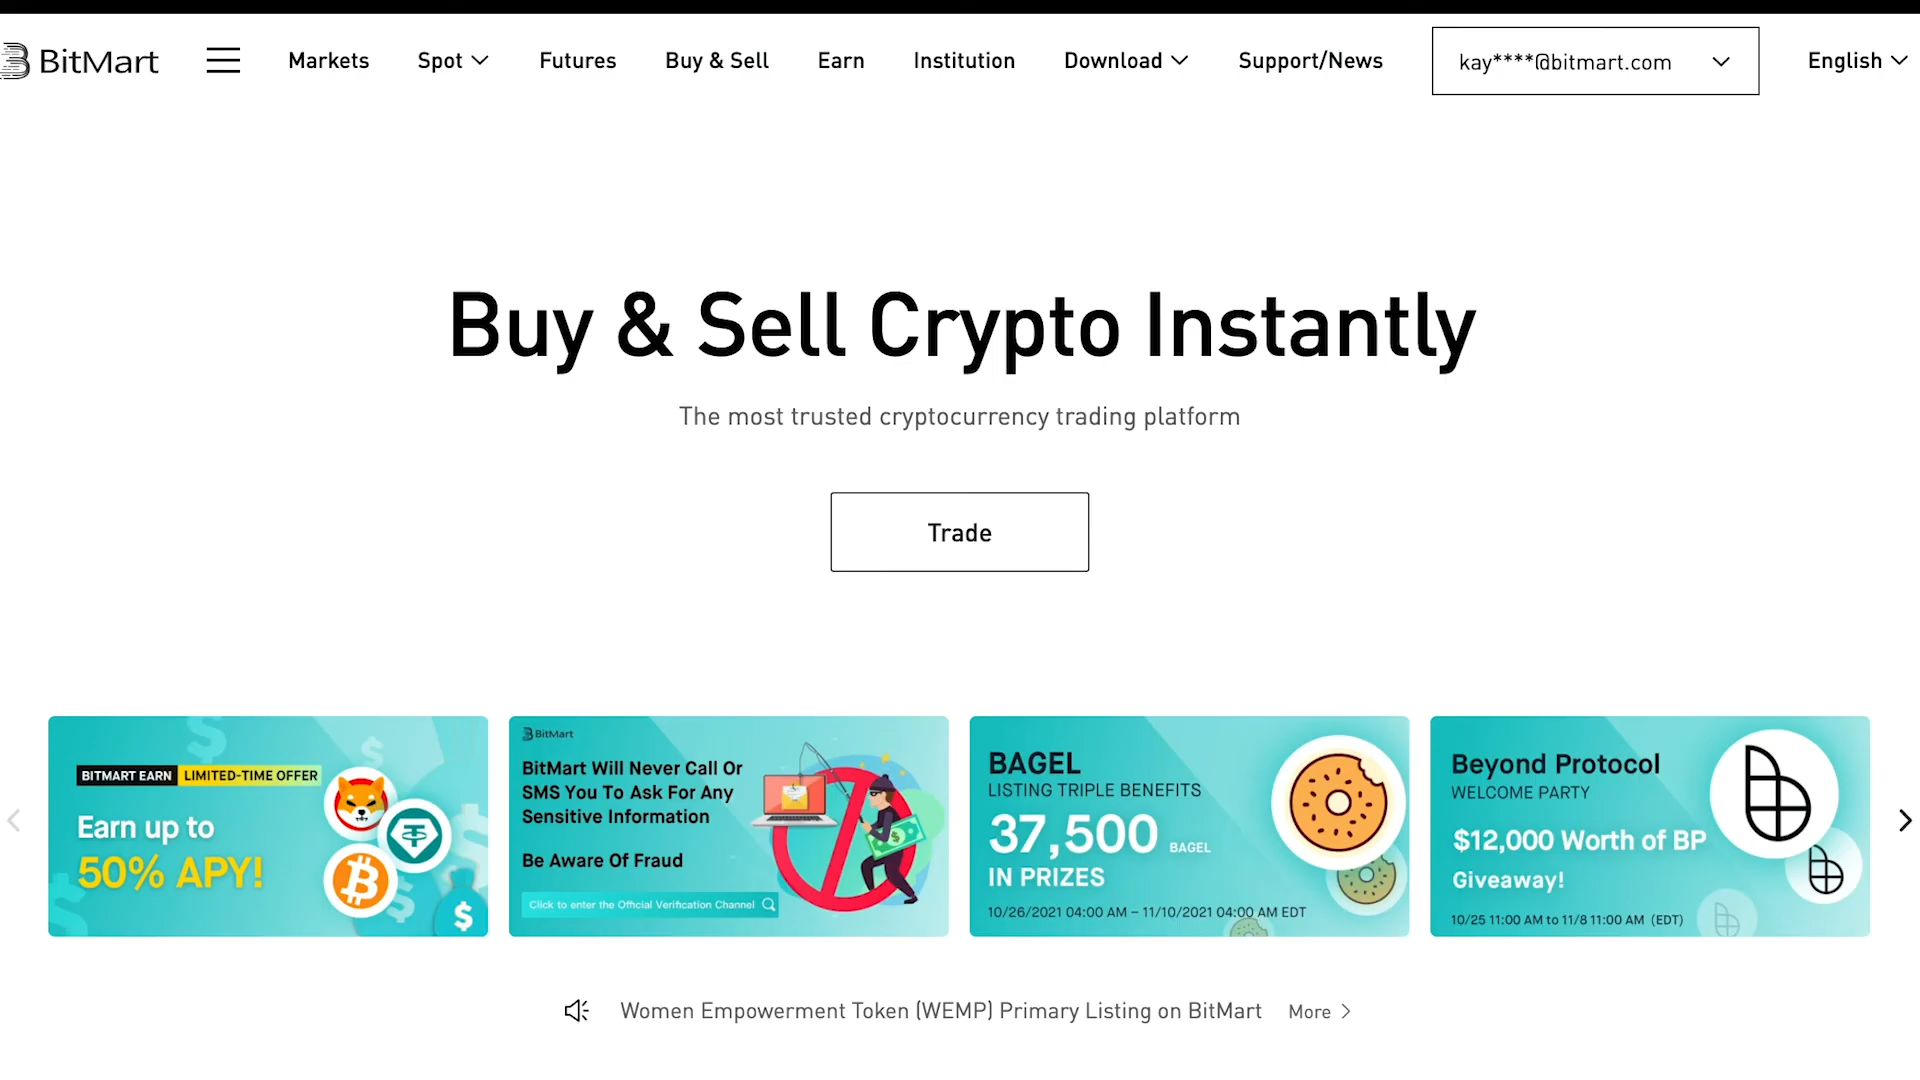 BitMart
Markets
Spot
Futures
Buy & Sell
Earn
Institution
Download
Support/News
kay****@bitmart.com
English
Buy & Sell Crypto Instantly
The most trusted cryptocurrency trading platform
Trade
BITMART EARN LIMITED-TIME OFFER
Earn up to
50% APY!
BitMart
BitMart Will Never Call Or
SMS You To Ask For Any
Sensitive Information
Be Aware Of Fraud
Click to enter the Official Verification Channel
BAGEL
LISTING TRIPLE BENEFITS
37,500 BAGEL
IN PRIZES
10/26/2021 04:00 AM – 11/10/2021 04:00 AM EDT
Beyond Protocol
WELCOME PARTY
$12,000 Worth of BP
Giveaway!
10/25 11:00 AM to 11/8 11:00 AM (EDT)
Women Empowerment Token (WEMP) Primary Listing on BitMart
More